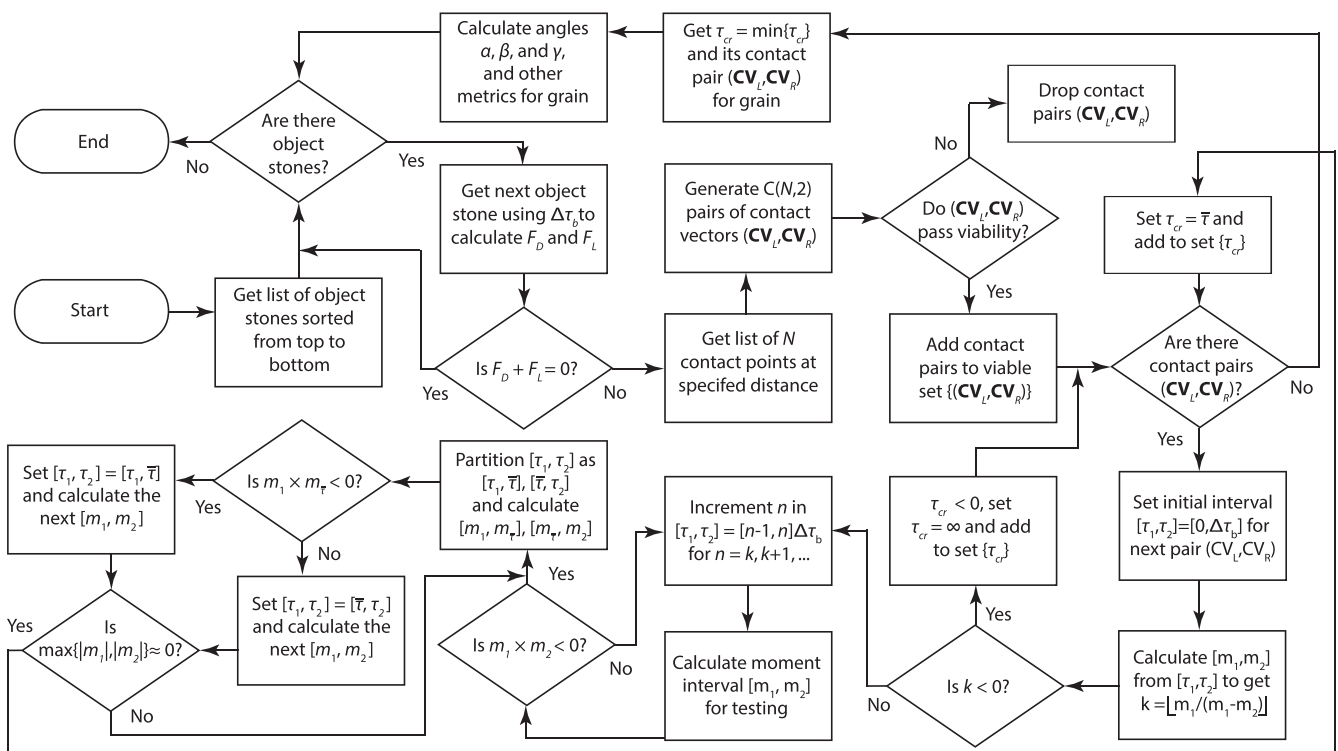 Calculate angles
α, β, and γ,
and other
metrics for grain
Get τcr = min{τcr}
and its contact
pair (CVL,CVR)
for grain
Drop contact
pairs (CVL,CVR)
End
No
Are there
object
stones?
Yes
Get next object
stone using Δτb to
calculate FD and FL
Generate C(N,2)
pairs of contact
vectors (CVL,CVR)
No
Do (CVL,CVR)
pass viability?
Yes
Set τcr = τ̅ and
add to set {τcr}
Start
Get list of object
stones sorted
from top to
bottom
Is FD + FL = 0?
Yes
No
Get list of N
contact points at
specifed distance
Add contact
pairs to viable
set {(CVL,CVR)}
Are there
contact pairs
(CVL,CVR)?
No
Yes
Set [τ1, τ2] = [τ1, τ̅]
and calculate the
next [m1, m2]
Is m1 × mτ̅ < 0?
Yes
No
Partition [τ1, τ2] as
[τ1, τ̅], [τ̅, τ2]
and calculate
[m1, mτ̅], [mτ̅, m2]
Increment n in
[τ1, τ2] = [n-1, n]Δτb
for n = k, k+1, ...
τcr < 0, set
τcr = ∞ and add
to set {τcr}
Set initial interval
[τ1,τ2]=[0,Δτb] for
next pair (CVL,CVR)
Yes
Is
max{|m1|,|m2|}≈ 0?
No
Set [τ1, τ2] = [τ̅, τ2]
and calculate the
next [m1, m2]
Yes
Is m1 × m2 < 0?
No
Calculate moment
interval [m1, m2]
for testing
Yes
Is k < 0?
No
Calculate [m1,m2]
from [τ1,τ2] to get
k=⌊m1/(m1-m2)⌋